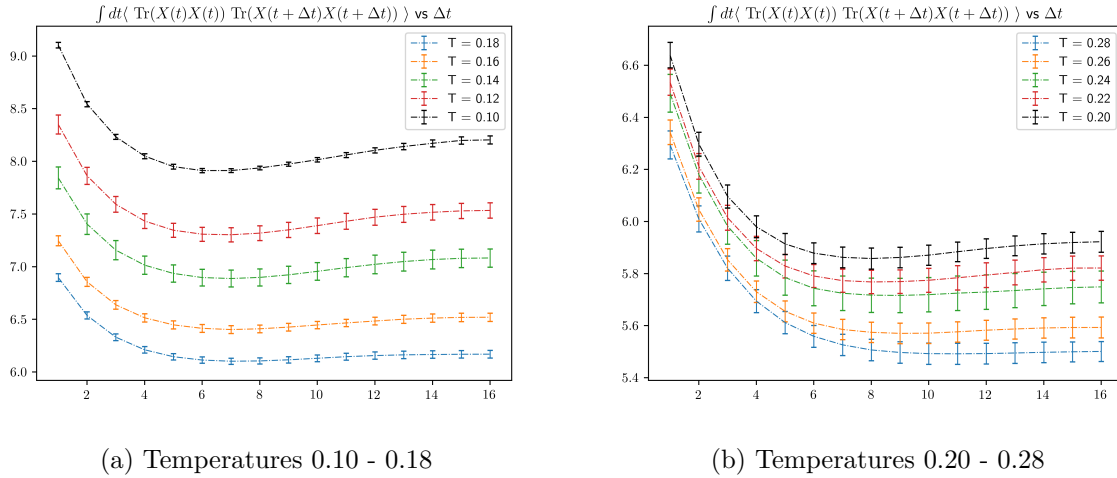 ∫ dt⟨ Tr(X(t)X(t)) Tr(X(t + Δt)X(t + Δt)) ⟩ vs Δt
T = 0.18
T = 0.16
T = 0.14
T = 0.12
T = 0.10
9.0
8.5
8.0
7.5
7.0
6.5
6.0
2 4 6 8 10 12 14 16
(a) Temperatures 0.10 - 0.18
∫ dt⟨ Tr(X(t)X(t)) Tr(X(t + Δt)X(t + Δt)) ⟩ vs Δt
T = 0.28
T = 0.26
T = 0.24
T = 0.22
T = 0.20
6.6
6.4
6.2
6.0
5.8
5.6
5.4
2 4 6 8 10 12 14 16
(b) Temperatures 0.20 - 0.28